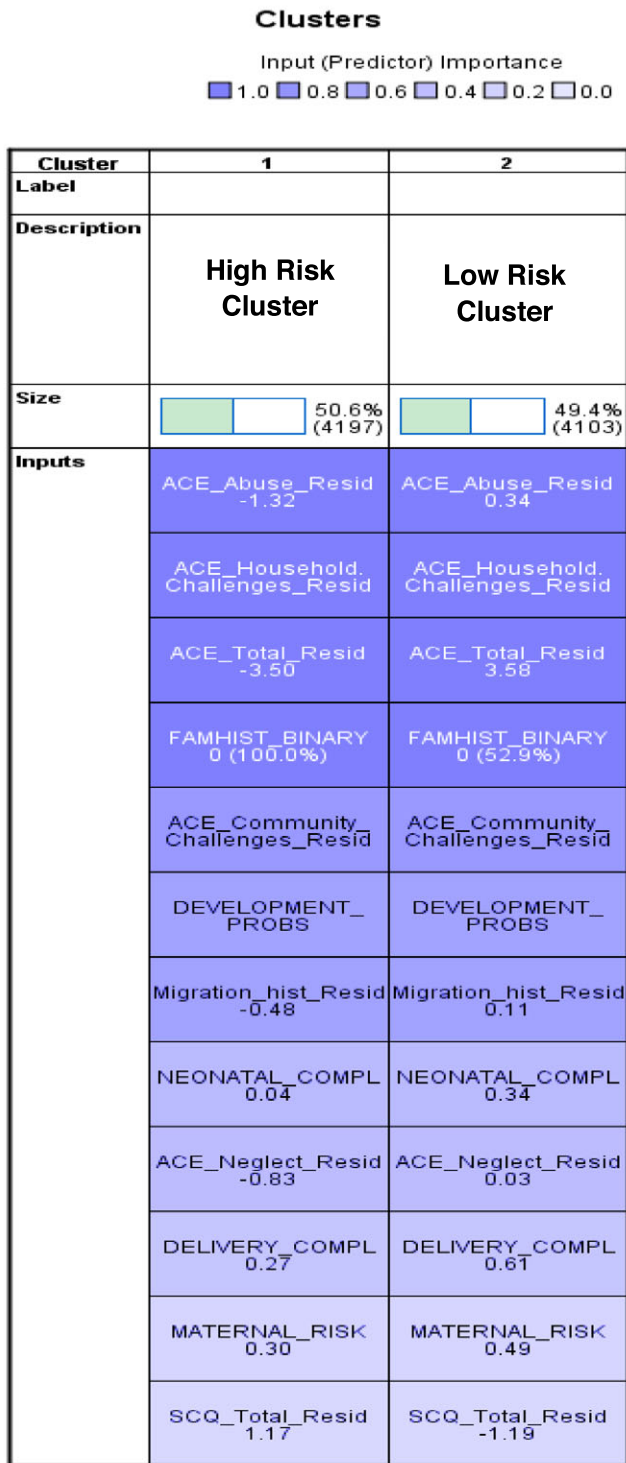 Clusters
Input (Predictor) Importance
1.0 0.8 0.6 0.4 0.2 0.0
Cluster 1 2
Label
Description
High Risk Cluster
Low Risk Cluster
Size
50.6%
(4197)
49.4%
(4103)
Inputs
ACE_Abuse_Resid ACE_Abuse_Resid
-1.32 0.34
ACE_Household. ACE_Household.
Challenges_Resid Challenges_Resid
ACE_Total_Resid ACE_Total_Resid
-3.50 3.58
FAMHIST_BINARY FAMHIST_BINARY
0 (100.0%) 0 (52.9%)
ACE_Community_ ACE_Community_
Challenges_Resid Challenges_Resid
DEVELOPMENT_ DEVELOPMENT_
PROBS PROBS
Migration_hist_Resid Migration_hist_Resid
-0.48 0.11
NEONATAL_COMPL NEONATAL_COMPL
0.04 0.34
ACE_Neglect_Resid ACE_Neglect_Resid
-0.83 0.03
DELIVERY_COMPL DELIVERY_COMPL
0.27 0.61
MATERNAL_RISK MATERNAL_RISK
0.30 0.49
SCQ_Total_Resid SCQ_Total_Resid
1.17 -1.19